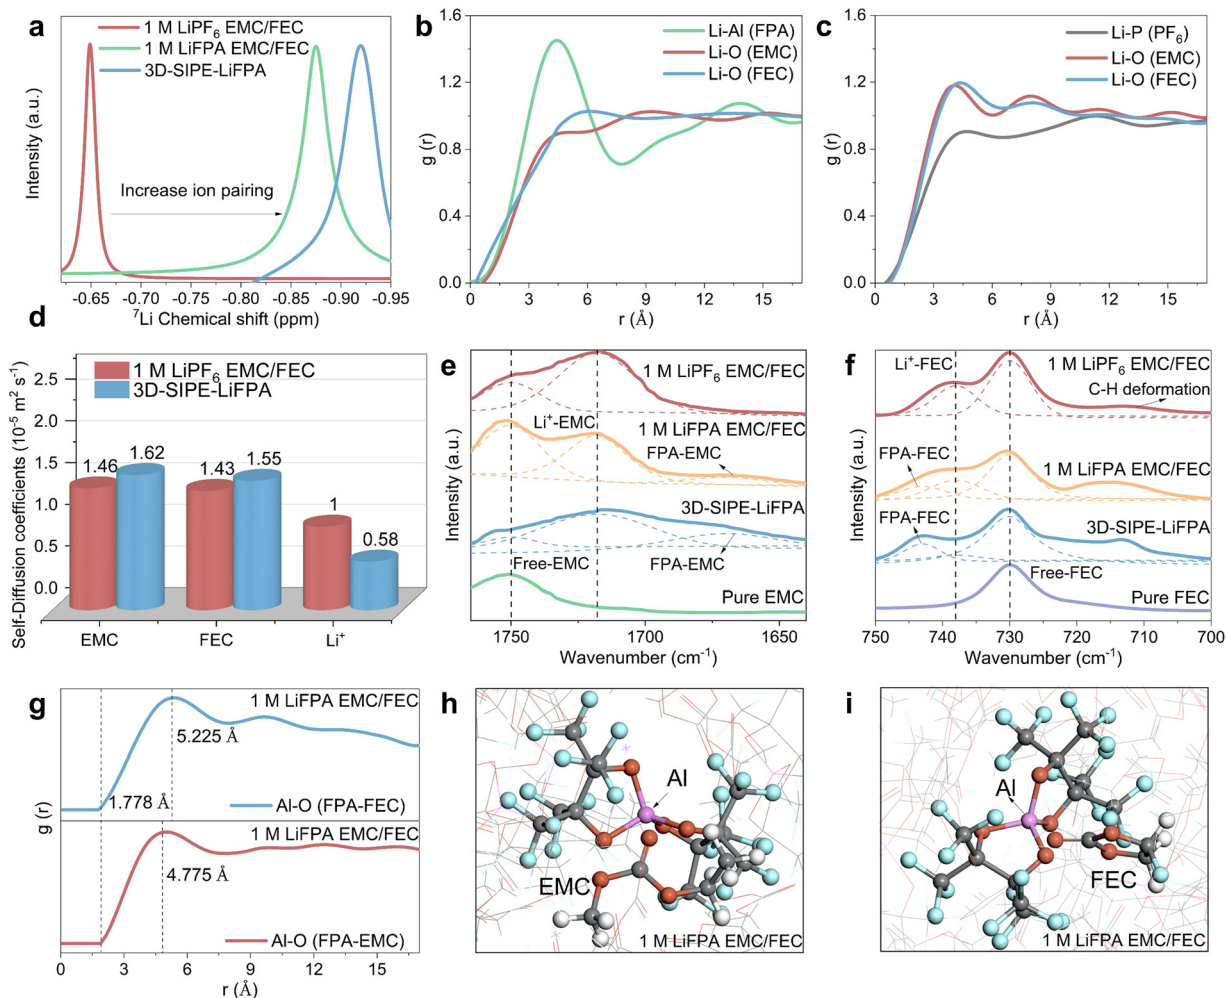 a
1 M LiPF6 EMC/FEC
1 M LiFPA EMC/FEC
3D-SIPE-LiFPA
Increase ion pairing
Intensity (a.u.)
-0.65 -0.70 -0.75 -0.80 -0.85 -0.90 -0.95
7Li Chemical shift (ppm)
b
Li-Al (FPA)
Li-O (EMC)
Li-O (FEC)
g (r)
1.6
1.2
0.8
0.4
0.0
0 3 6 9 12 15
r (Å)
c
Li-P (PF6)
Li-O (EMC)
Li-O (FEC)
g (r)
1.6
1.2
0.8
0.4
0.0
0 3 6 9 12 15
r (Å)
d
1 M LiPF6 EMC/FEC
3D-SIPE-LiFPA
Self-Diffusion coefficients (10-5 m2 s-1)
2.5
2.0
1.5
1.0
0.5
0.0
1.46 1.62 1.43 1.55 1 0.58
EMC FEC Li+
e
1 M LiPF6 EMC/FEC
Li+-EMC
1 M LiFPA EMC/FEC
FPA-EMC
3D-SIPE-LiFPA
FPA-EMC
Free-EMC
Pure EMC
Intensity (a.u.)
1750 1700 1650
Wavenumber (cm-1)
f
Li+-FEC
1 M LiPF6 EMC/FEC
C-H deformation
FPA-FEC
1 M LiFPA EMC/FEC
FPA-FEC
3D-SIPE-LiFPA
Free-FEC
Pure FEC
Intensity (a.u.)
750 740 730 720 710 700
Wavenumber (cm-1)
g
1 M LiFPA EMC/FEC
5.225 Å
1.778 Å
Al-O (FPA-FEC)
1 M LiFPA EMC/FEC
4.775 Å
Al-O (FPA-EMC)
g (r)
0 3 6 9 12 15
r (Å)
h
Al
EMC
1 M LiFPA EMC/FEC
i
Al
FEC
1 M LiFPA EMC/FEC